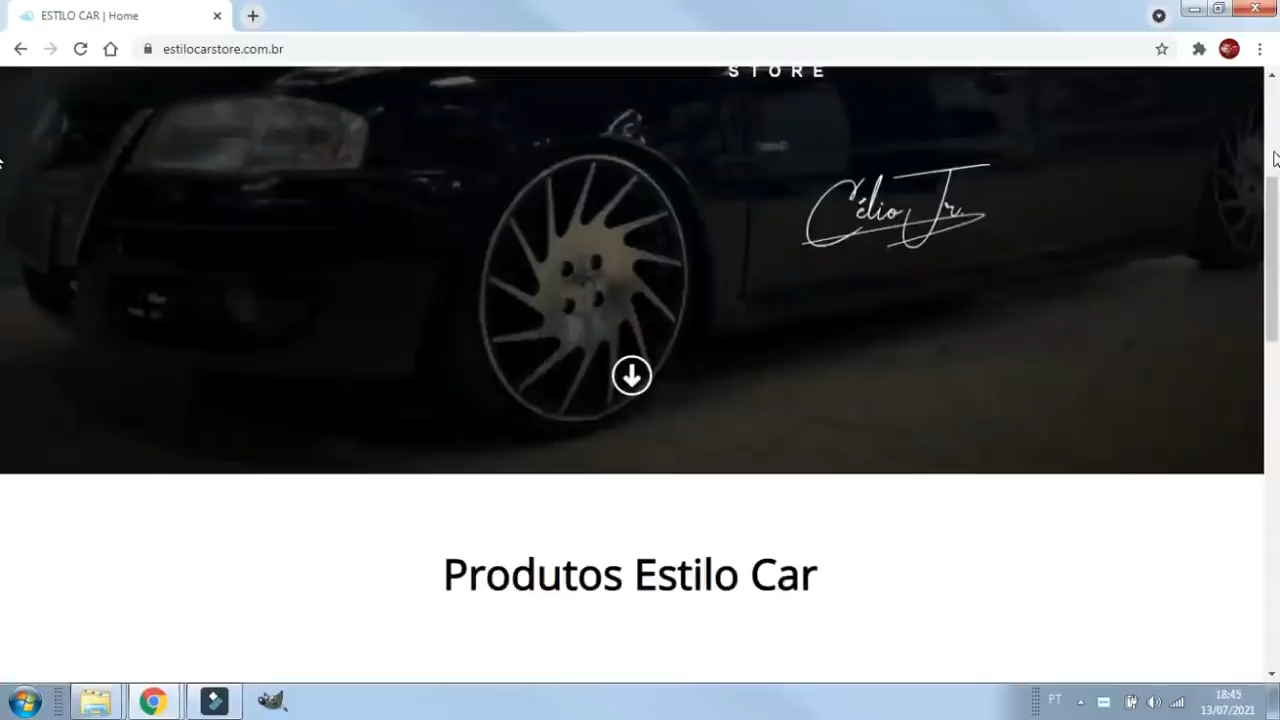 ESTILO CAR | Home
estilocarstore.com.br
STORE
Célio Jr.
Produtos Estilo Car
PT
18:45
13/07/2021